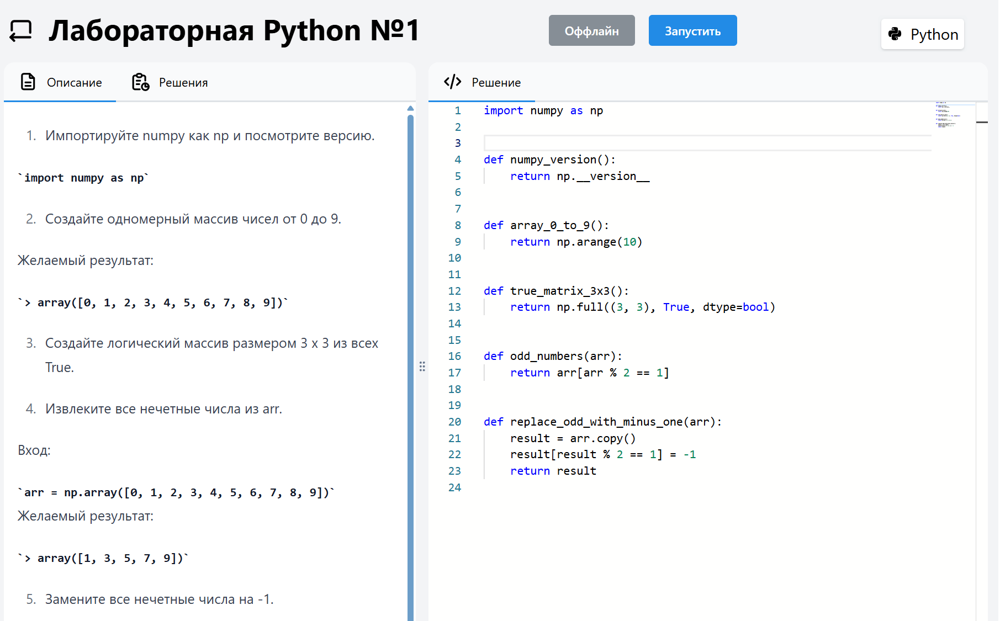 Лабораторная Python №1
Оффлайн
Запустить
Python
Описание
Решения
1. Импортируйте numpy как np и посмотрите версию.
`import numpy as np`
2. Создайте одномерный массив чисел от 0 до 9.
Желаемый результат:
`> array([0, 1, 2, 3, 4, 5, 6, 7, 8, 9])`
3. Создайте логический массив размером 3 x 3 из всех
True.
4. Извлеките все нечетные числа из arr.
Вход:
`arr = np.array([0, 1, 2, 3, 4, 5, 6, 7, 8, 9])`
Желаемый результат:
`> array([1, 3, 5, 7, 9])`
5. Замените все нечетные числа на -1.
</> Решение
1 import numpy as np
2
3
4 def numpy_version():
5     return np.__version__
6
7
8 def array_0_to_9():
9     return np.arange(10)
10
11
12 def true_matrix_3x3():
13     return np.full((3, 3), True, dtype=bool)
14
15
16 def odd_numbers(arr):
17     return arr[arr % 2 == 1]
18
19
20 def replace_odd_with_minus_one(arr):
21     result = arr.copy()
22     result[result % 2 == 1] = -1
23     return result
24